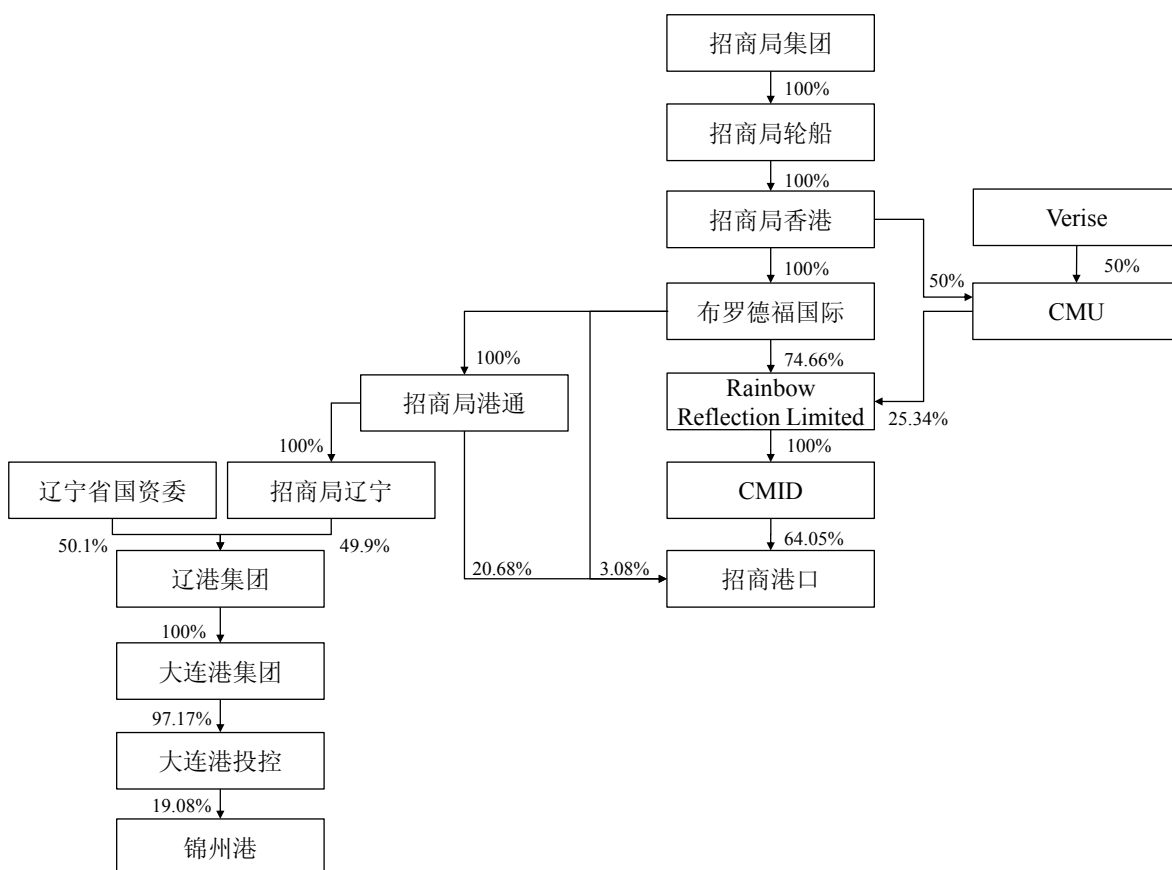 招商局集团
100%
招商局轮船
100%
招商局香港
Verise
100%
50%
50%
布罗德福国际
CMU
100%
74.66%
招商局港通
Rainbow
Reflection Limited
25.34%
100%
100%
辽宁省国资委
招商局辽宁
CMID
50.1%
49.9%
64.05%
辽港集团
20.68%
3.08%
招商港口
100%
大连港集团
97.17%
大连港投控
19.08%
锦州港